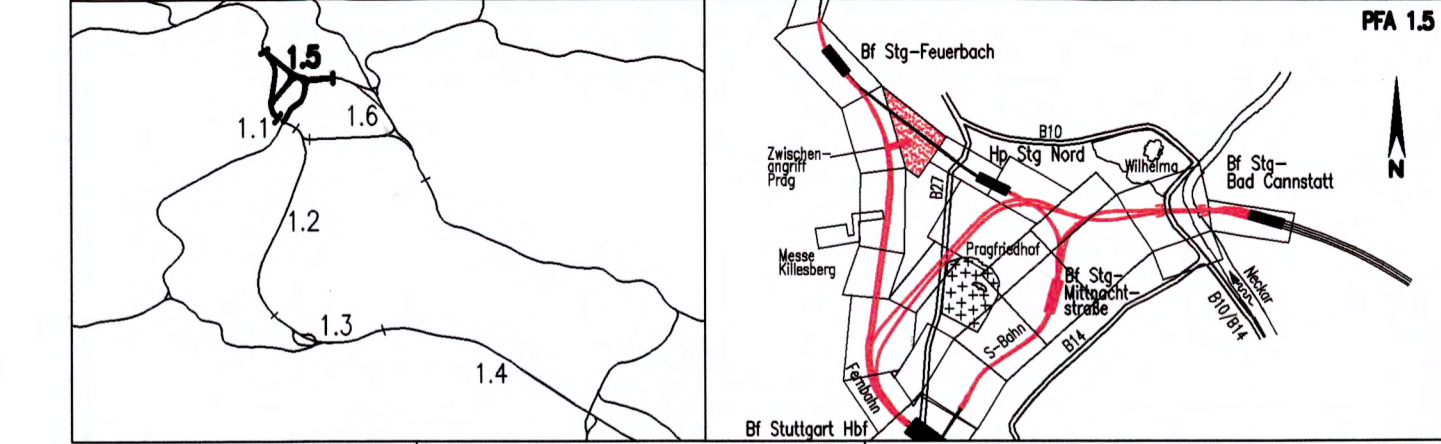 1.5
1.6
1.1
1.2
1.3
1.4
PFA 1.5
Bf Stg-Feuerbach
B10
Hp Stg Nord
Wilhelma
Zwischen-
angriff
Prag
B27
Bf Stg-
Bad Cannstatt
N
Messe
Killesberg
Pragfriedhof
Bf Stg-
Mittnacht-
straße
Neckar
B10/B14
S-Bahn
B14
Fernbahn
Bf Stuttgart Hbf